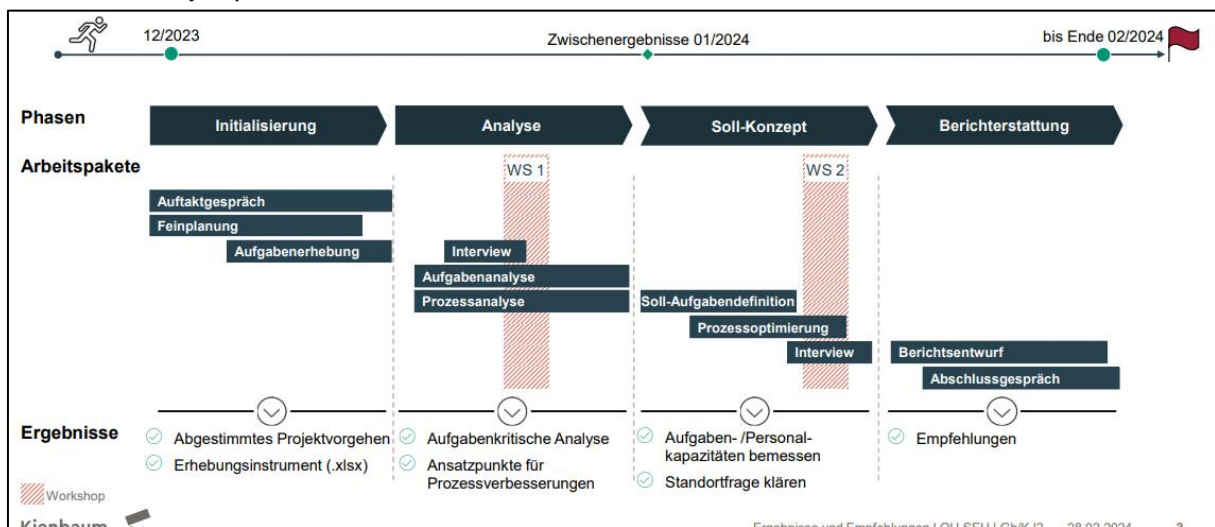 12/2023
Zwischenergebnisse 01/2024
bis Ende 02/2024
Phasen
Initialisierung
Analyse
Soll-Konzept
Berichterstattung
Arbeitspakete
WS 1
WS 2
Auftaktgespräch
Feinplanung
Aufgabenerhebung
Interview
Aufgabenanalyse
Prozessanalyse
Soll-Aufgabendefinition
Prozessoptimierung
Interview
Berichtsentwurf
Abschlussgespräch
Ergebnisse
Abgestimmtes Projektvorgehen
Erhebungsinstrument (.xlsx)
Aufgabenkritische Analyse
Ansatzpunkte für
Prozessverbesserungen
Aufgaben- /Personal-
kapazitäten bemessen
Standortfrage klären
Empfehlungen
Workshop
Kienbaum
Ergebnisse und Empfehlungen
28.02.2024